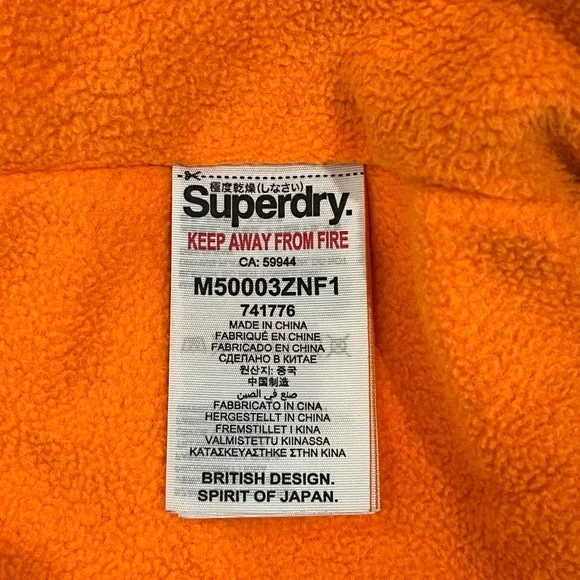 極度乾燥(しなさい)
Superdry.
KEEP AWAY FROM FIRE
CA: 59944
M50003ZNF1
741776
MADE IN CHINA
FABRIQUÉ EN CHINE
FABRICADO EN CHINA
СДЕЛАНО В КИТАЕ
원산지: 중국
中国制造
صنع في الصين
FABBRICATO IN CINA
HERGESTELLT IN CHINA
FREMSTILLET I KINA
VALMISTETTU KIINASSA
ΚΑΤΑΣΚΕΥΑΣΤΗΚΕ ΣΤΗΝ ΚΙΝΑ
BRITISH DESIGN.
SPIRIT OF JAPAN.